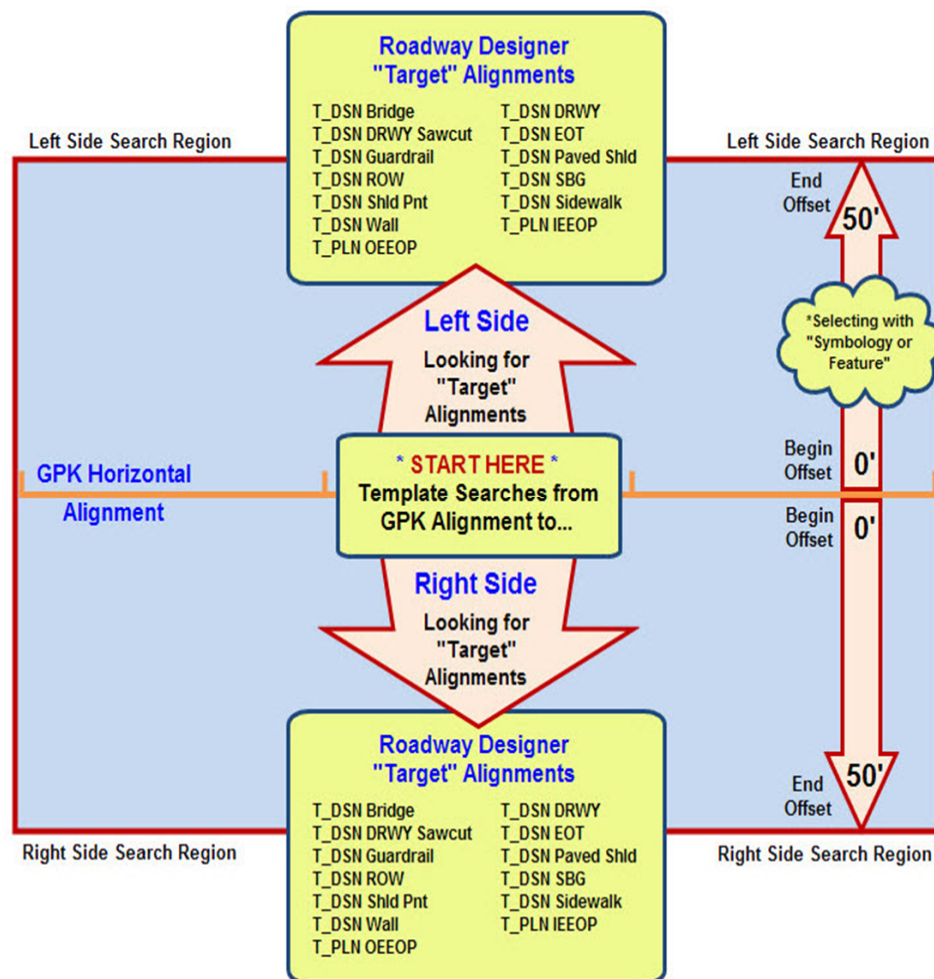 Roadway Designer
"Target" Alignments
T_DSN Bridge
T_DSN DRWY Sawcut
T_DSN Guardrail
T_DSN ROW
T_DSN Shld Pnt
T_DSN Wall
T_PLN OEEOP
T_DSN DRWY
T_DSN EOT
T_DSN Paved Shld
T_DSN SBG
T_DSN Sidewalk
T_PLN IEEOP
Left Side Search Region
Left Side Search Region
End
Offset
50'
*Selecting with
"Symbology or
Feature"
Left Side
Looking for
"Target"
Alignments
Begin
Offset
0'
GPK Horizontal
Alignment
* START HERE *
Template Searches from
GPK Alignment to...
Begin
Offset
0'
Right Side
Looking for
"Target"
Alignments
End
Offset
50'
Right Side Search Region
Right Side Search Region
Roadway Designer
"Target" Alignments
T_DSN Bridge
T_DSN DRWY Sawcut
T_DSN Guardrail
T_DSN ROW
T_DSN Shld Pnt
T_DSN Wall
T_PLN OEEOP
T_DSN DRWY
T_DSN EOT
T_DSN Paved Shld
T_DSN SBG
T_DSN Sidewalk
T_PLN IEEOP